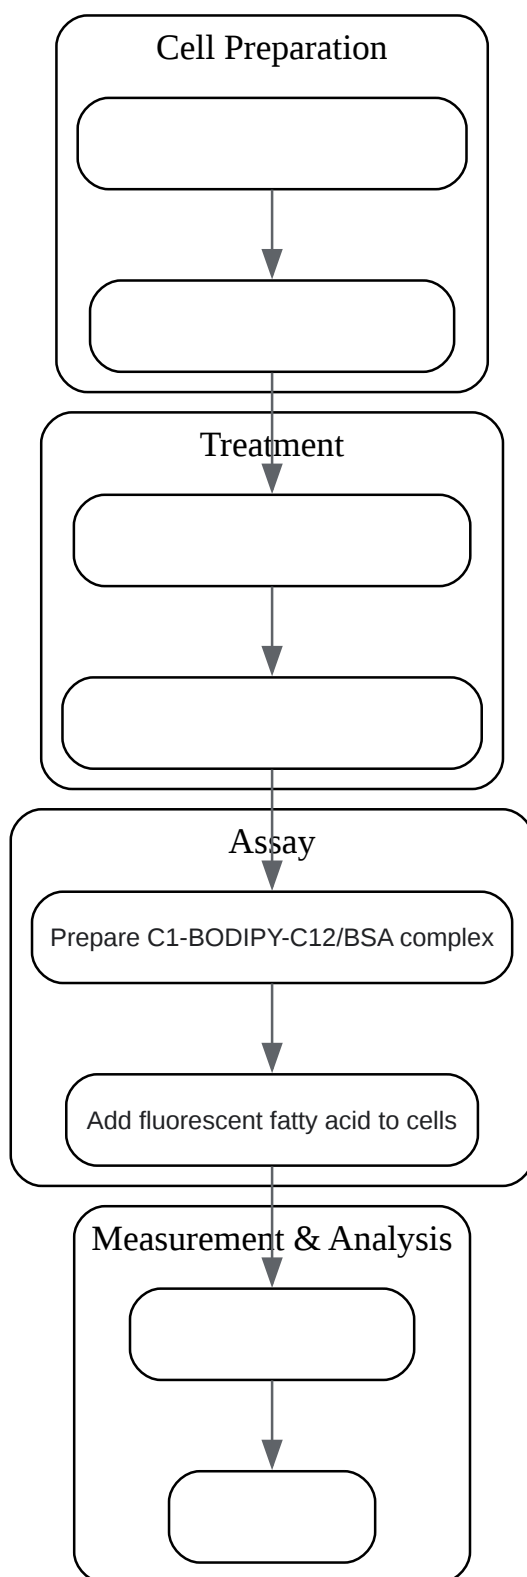 Cell Preparation
Treatment
Assay
Prepare C1-BODIPY-C12/BSA complex
Add fluorescent fatty acid to cells
Measurement & Analysis